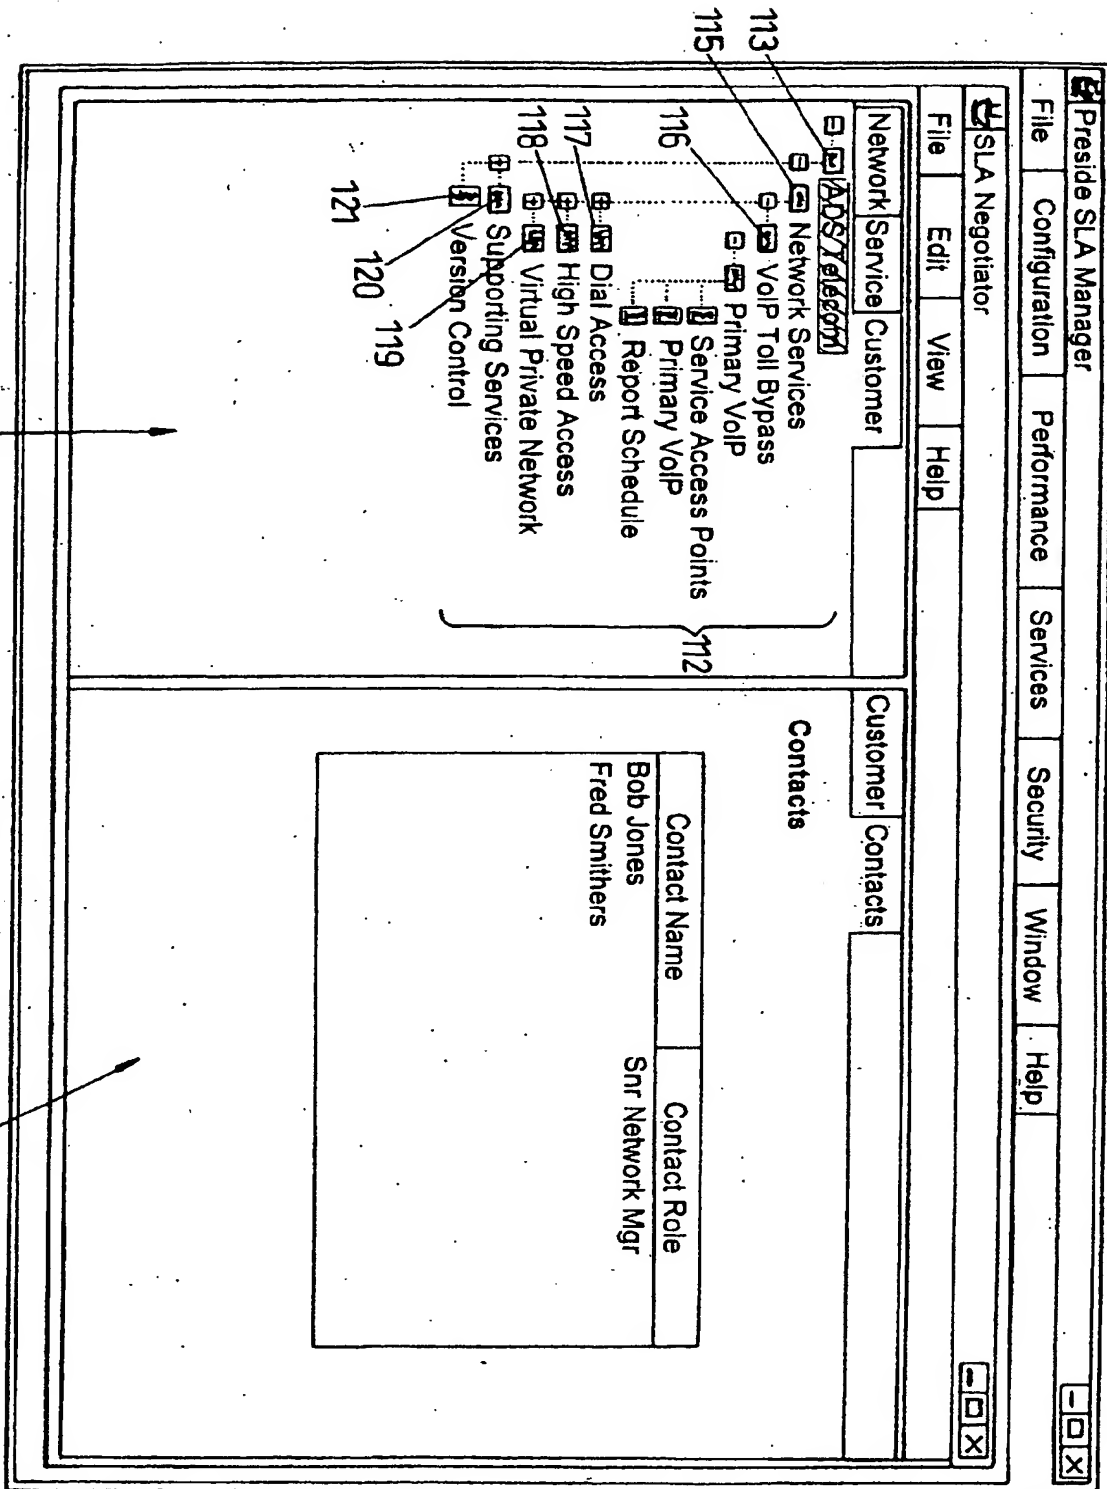 Preside SLA Manager
File Configuration Performance Services Security Window Help
SLA Negotiator
File Edit View Help
Network Service Customer
ADS/Telecom
Network Services
VoIP Toll Bypass
Primary VoIP
Service Access Points
Primary VoIP
Report Schedule
Dial Access
High Speed Access
Virtual Private Network
Supporting Services
Version Control
113
115
116
117
118
119
120
121
112
Customer Contacts
Contacts
Contact Name Contact Role
Bob Jones Snr Network Mgr
Fred Smithers